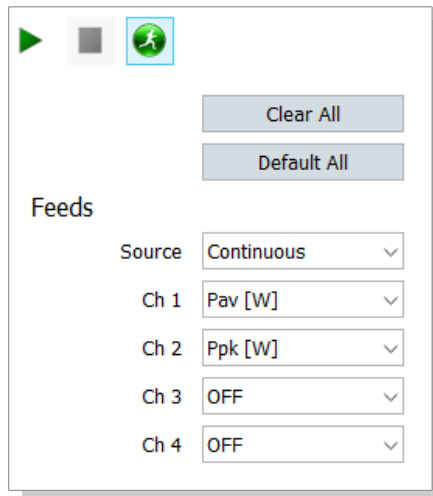 Clear All
Default All
Feeds
Source Continuous
Ch 1 Pav [W]
Ch 2 Ppk [W]
Ch 3 OFF
Ch 4 OFF